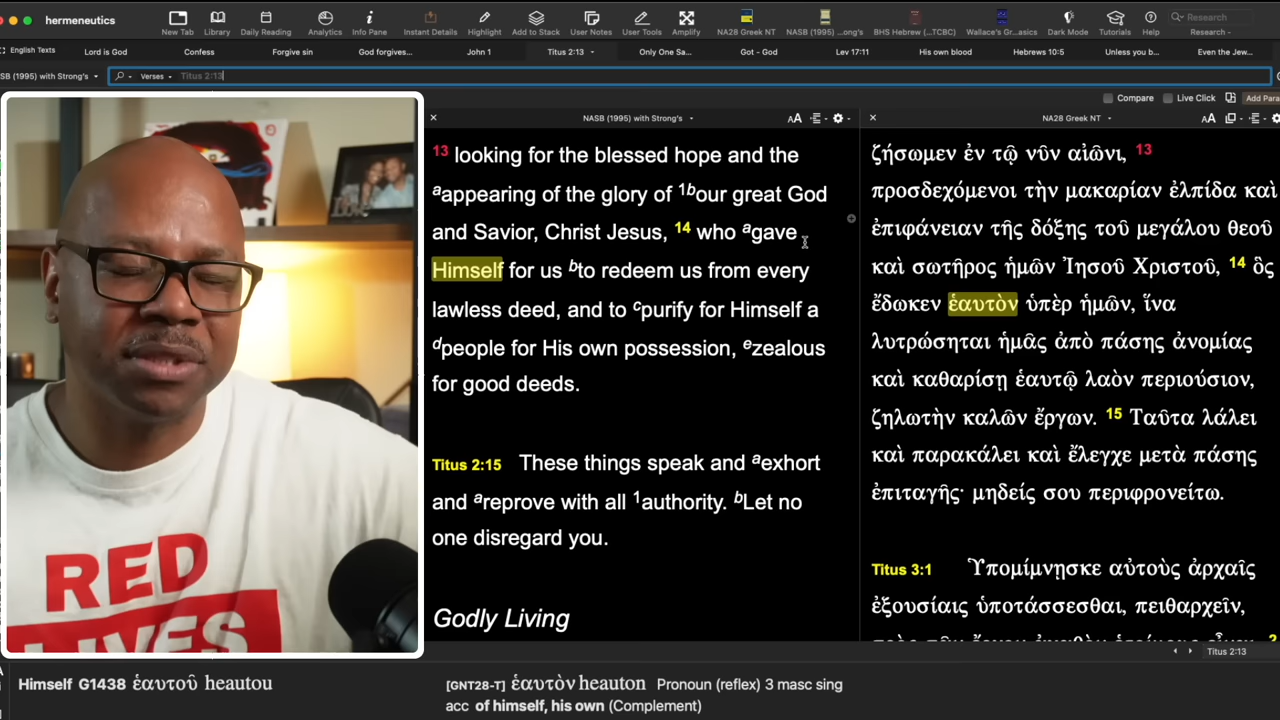 hermeneutics
New Tab Library Daily Reading Analytics Info Pane Instant Details Highlight Add to Stack User Notes User Tools Amplify NA28 Greek NT NASB (1995) ...ong's BHS Hebrew (...TCBC) Wallace's Gr...asics Dark Mode Tutorials Help Research
Research -
English Texts Lord is God Confess Forgive sin God forgives... John 1 Titus 2:13 Only One Sa... Got - God Lev 17:11 His own blood Hebrews 10:5 Unless you b... Even the Jew...
SB (1995) with Strong's Verses Titus 2:13
Compare Live Click Add Para
NASB (1995) with Strong's
13 looking for the blessed hope and the
aappearing of the glory of 1bour great God
and Savior, Christ Jesus, 14 who agave
Himself for us bto redeem us from every
lawless deed, and to cpurify for Himself a
dpeople for His own possession, ezealous
for good deeds.
Titus 2:15 These things speak and aexhort
and areprove with all 1authority. bLet no
one disregard you.
Godly Living
NA28 Greek NT
ζήσωμεν ἐν τῷ νῦν αἰῶνι, 13
προσδεχόμενοι τὴν μακαρίαν ἐλπίδα καὶ
ἐπιφάνειαν τῆς δόξης τοῦ μεγάλου θεοῦ
καὶ σωτῆρος ἡμῶν Ἰησοῦ Χριστοῦ, 14 ὃς
ἔδωκεν ἑαυτὸν ὑπὲρ ἡμῶν, ἵνα
λυτρώσηται ἡμᾶς ἀπὸ πάσης ἀνομίας
καὶ καθαρίσῃ ἑαυτῷ λαὸν περιούσιον,
ζηλωτὴν καλῶν ἔργων. 15 Ταῦτα λάλει
καὶ παρακάλει καὶ ἔλεγχε μετὰ πάσης
ἐπιταγῆς· μηδείς σου περιφρονείτω.
Titus 3:1 Ὑπομίμνῃσκε αὐτοὺς ἀρχαῖς
ἐξουσίαις ὑποτάσσεσθαι, πειθαρχεῖν,
Titus 2:13
RED
LIVES
Himself G1438 ἑαυτοῦ heautou
[GNT28-T] ἑαυτὸν heauton Pronoun (reflex) 3 masc sing
acc of himself, his own (Complement)